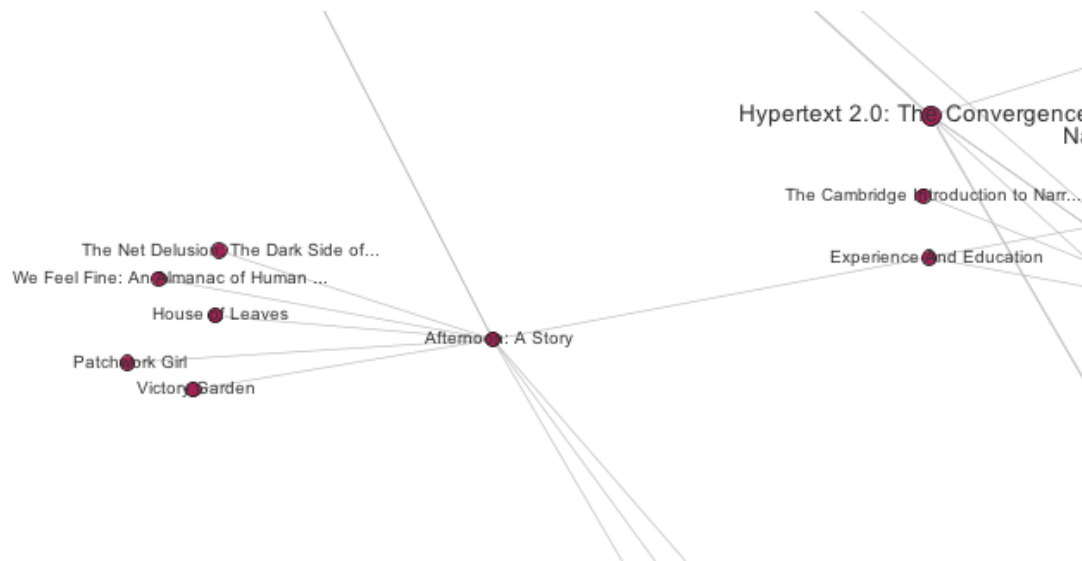 Hypertext 2.0: The Convergence
Na
The Cambridge Introduction to Narr...
The Net Delusion: The Dark Side of...
Experience And Education
We Feel Fine: An Almanac of Human ...
House of Leaves
Afternoon: A Story
Patchwork Girl
Victory Garden